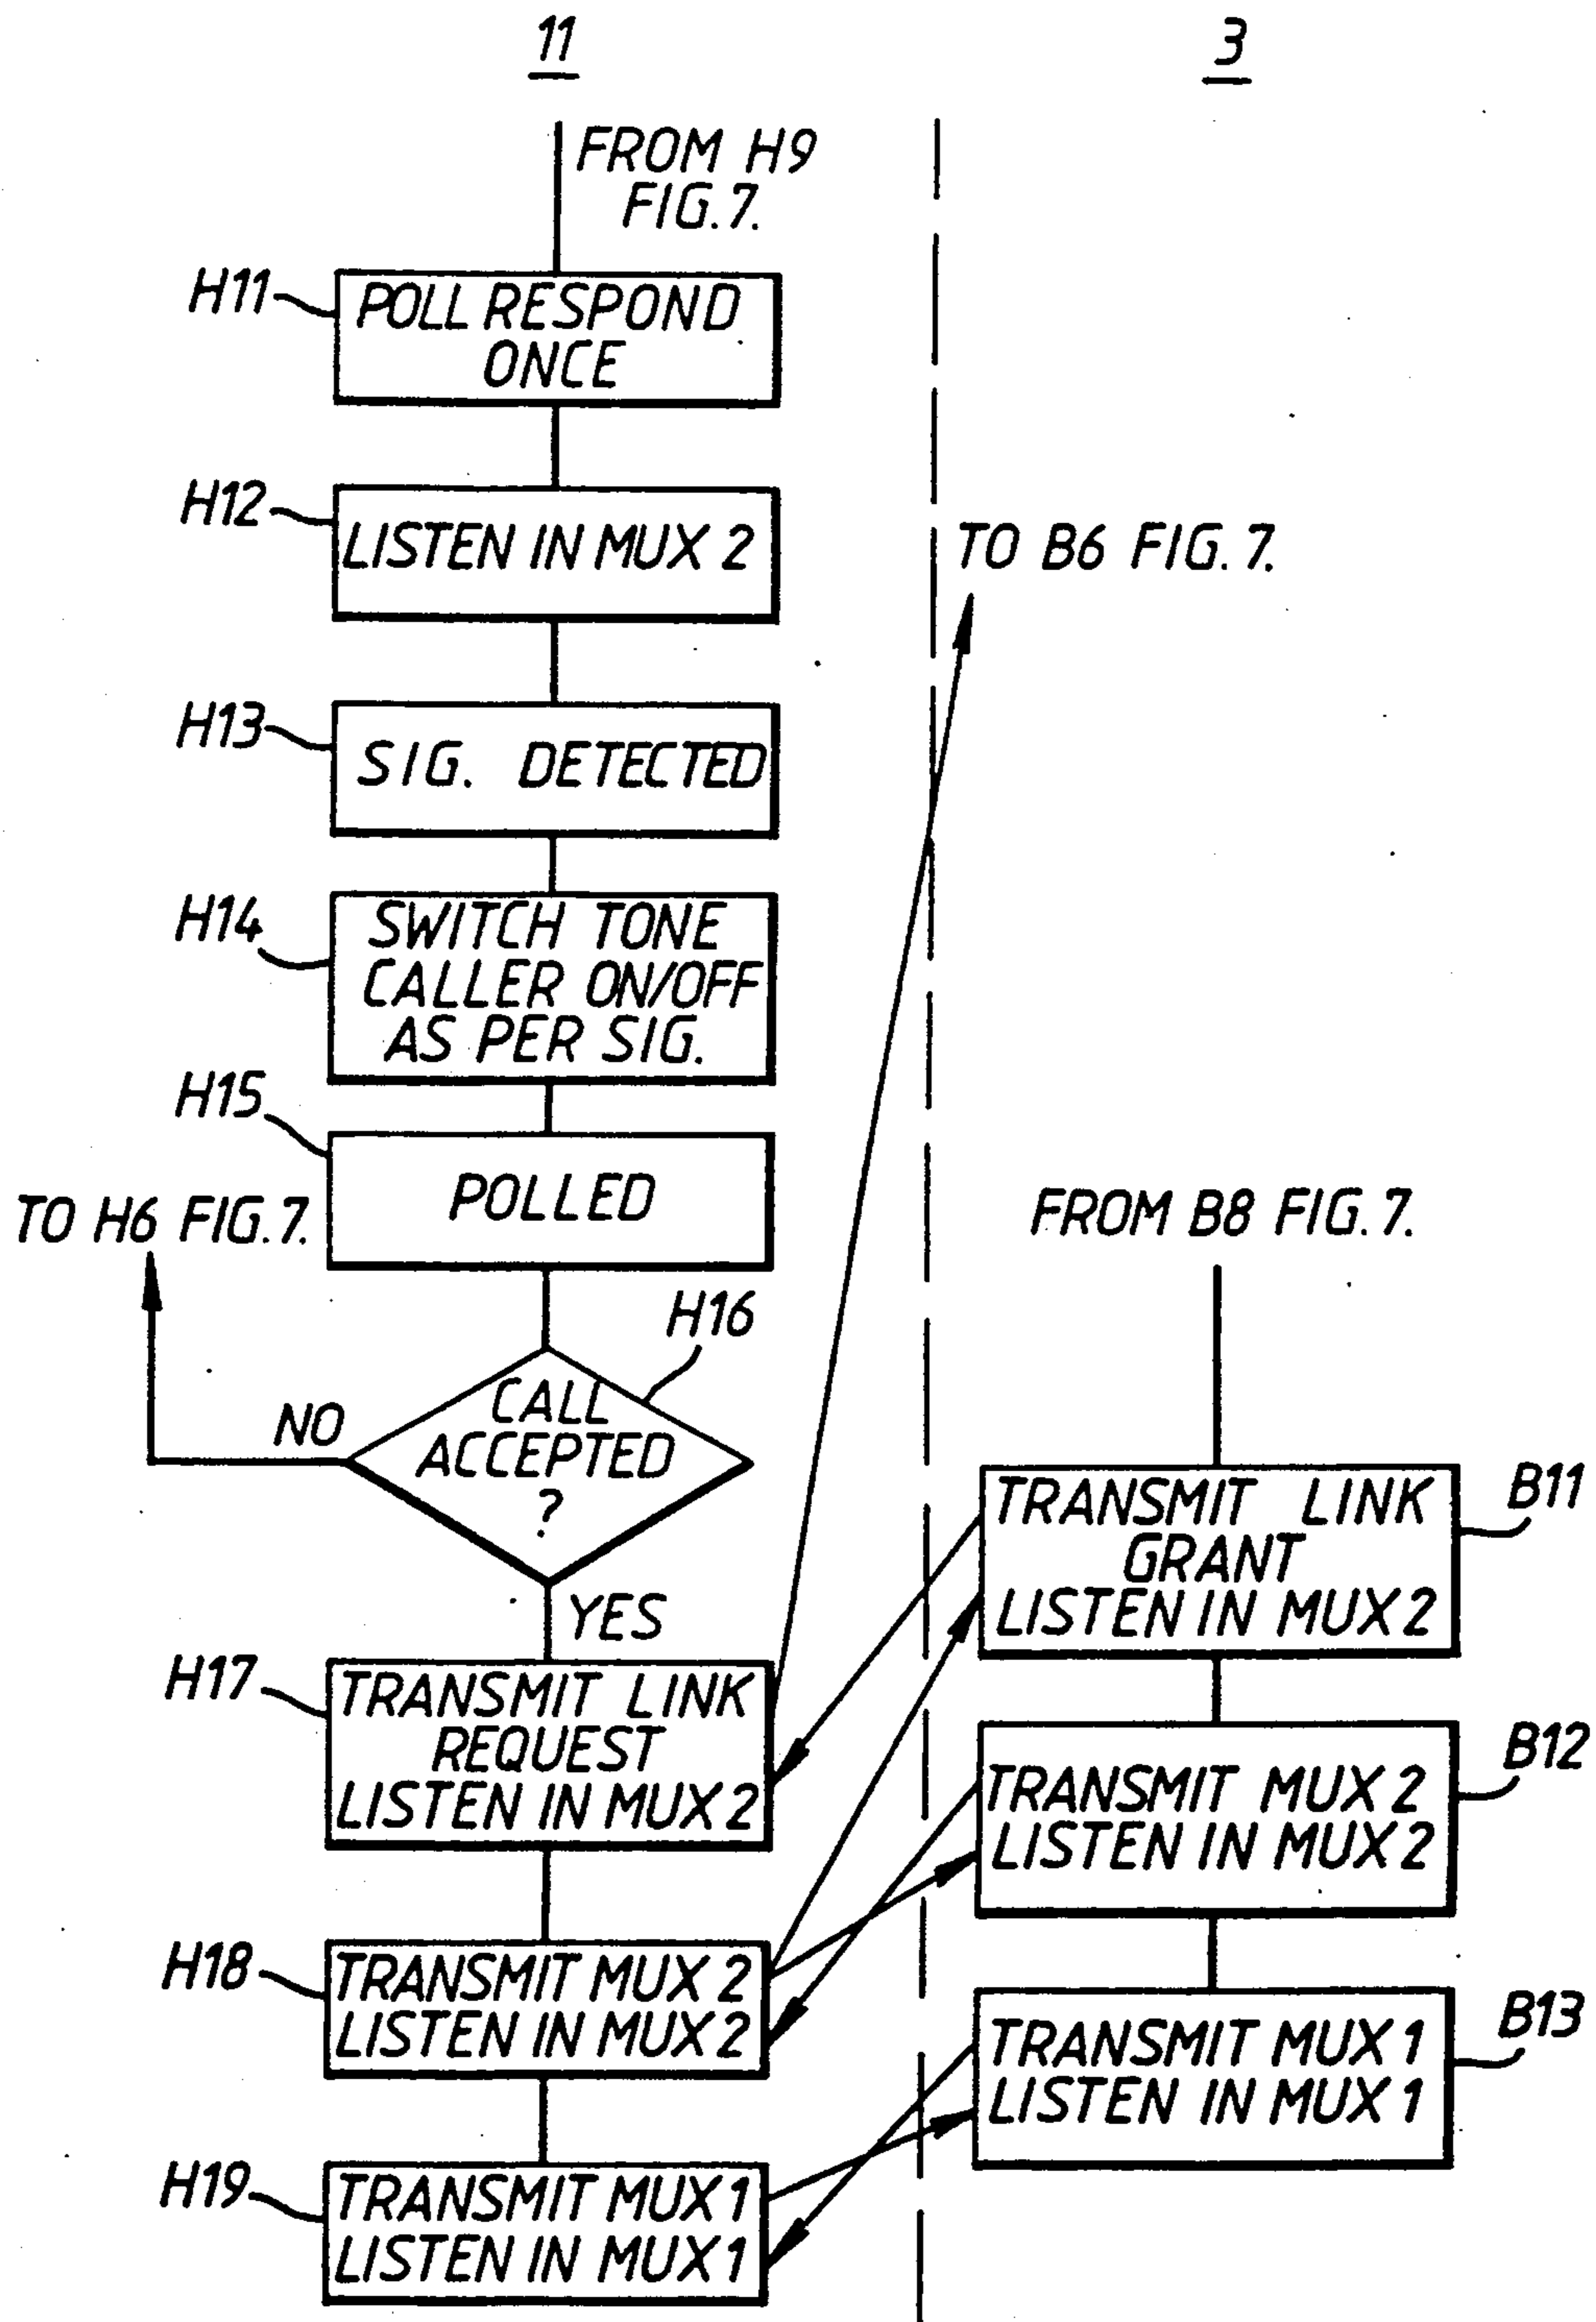 11
3
FROM H9
FIG. 7.
H11
POLL RESPOND
ONCE
H12
LISTEN IN MUX 2
TO B6 FIG. 7.
H13
SIG. DETECTED
H14
SWITCH TONE
CALLER ON/OFF
AS PER SIG.
H15
POLLED
TO H6 FIG. 7.
FROM B8 FIG. 7.
H16
CALL
ACCEPTED
?
NO
YES
B11
TRANSMIT LINK
GRANT
LISTEN IN MUX 2
H17
TRANSMIT LINK
REQUEST
LISTEN IN MUX 2
B12
TRANSMIT MUX 2
LISTEN IN MUX 2
H18
TRANSMIT MUX 2
LISTEN IN MUX 2
B13
TRANSMIT MUX 1
LISTEN IN MUX 1
H19
TRANSMIT MUX 1
LISTEN IN MUX 1